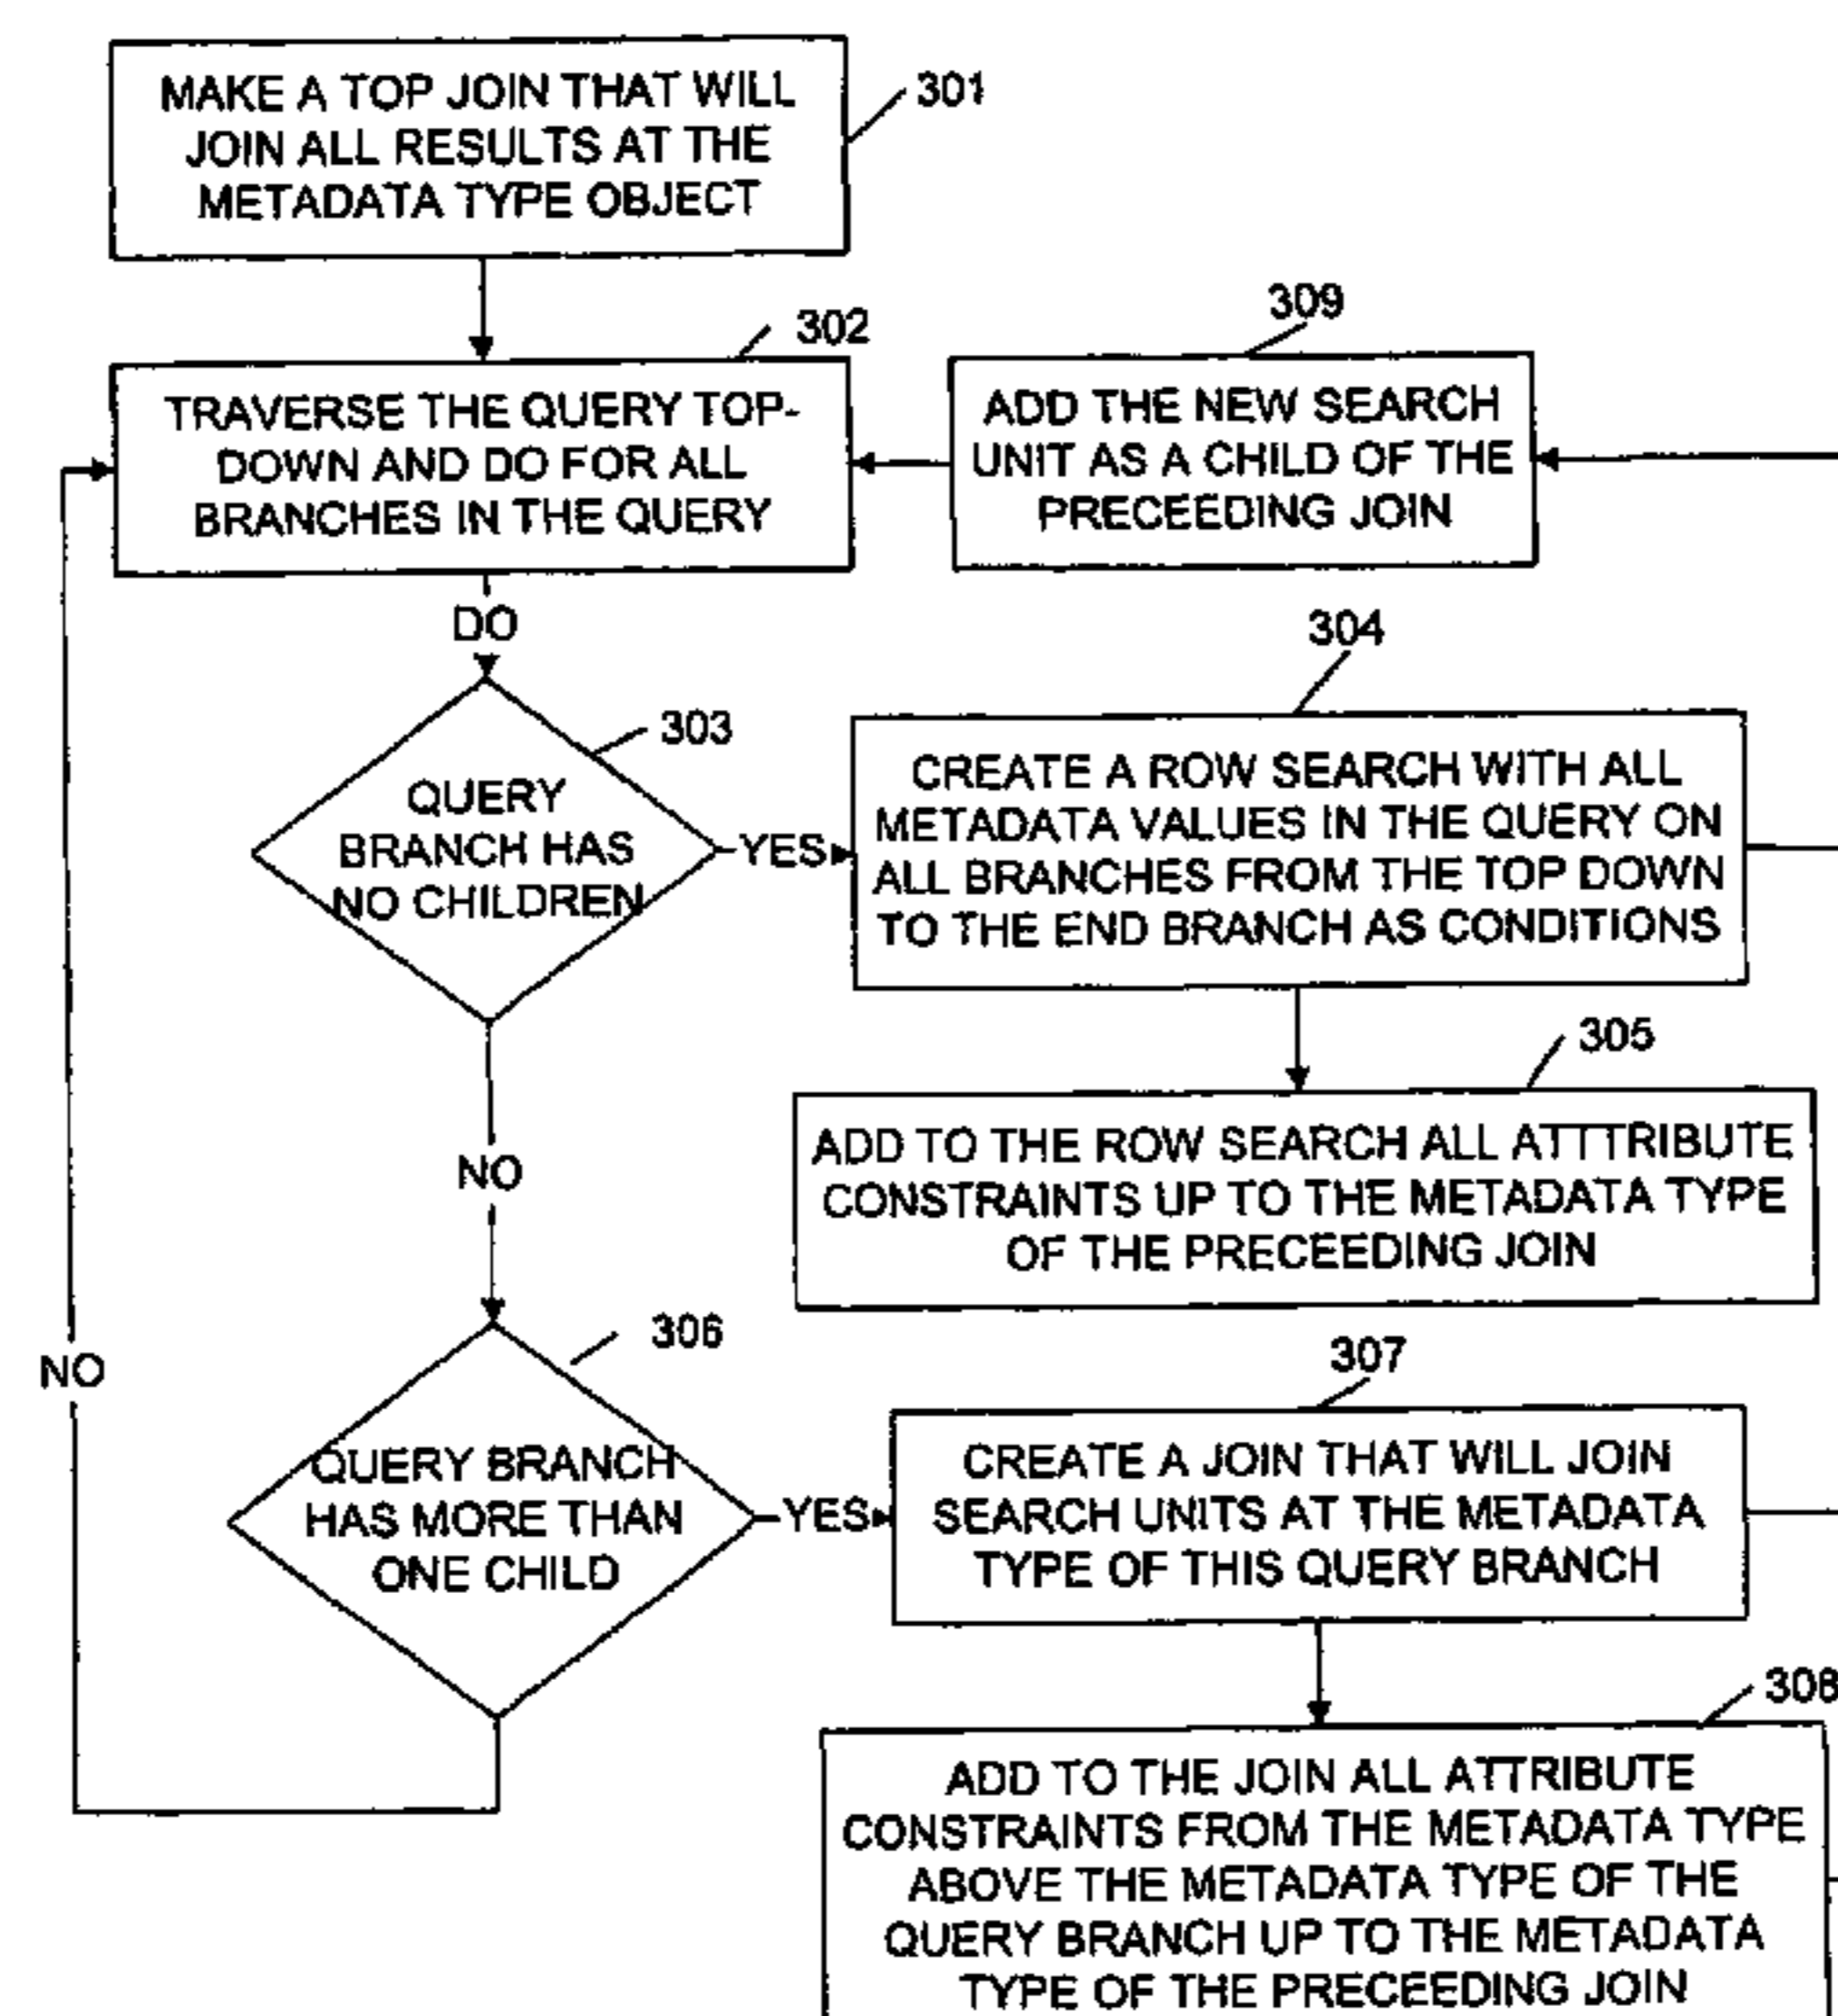 MAKE A TOP JOIN THAT WILL
JOIN ALL RESULTS AT THE
METADATA TYPE OBJECT
301
302
TRAVERSE THE QUERY TOP-
DOWN AND DO FOR ALL
BRANCHES IN THE QUERY
309
ADD THE NEW SEARCH
UNIT AS A CHILD OF THE
PRECEEDING JOIN
DO
303
QUERY
BRANCH HAS
NO CHILDREN
YES
304
CREATE A ROW SEARCH WITH ALL
METADATA VALUES IN THE QUERY ON
ALL BRANCHES FROM THE TOP DOWN
TO THE END BRANCH AS CONDITIONS
305
ADD TO THE ROW SEARCH ALL ATTTRIBUTE
CONSTRAINTS UP TO THE METADATA TYPE
OF THE PRECEEDING JOIN
NO
NO
306
QUERY BRANCH
HAS MORE THAN
ONE CHILD
YES
307
CREATE A JOIN THAT WILL JOIN
SEARCH UNITS AT THE METADATA
TYPE OF THIS QUERY BRANCH
308
ADD TO THE JOIN ALL ATTRIBUTE
CONSTRAINTS FROM THE METADATA TYPE
ABOVE THE METADATA TYPE OF THE
QUERY BRANCH UP TO THE METADATA
TYPE OF THE PRECEEDING JOIN